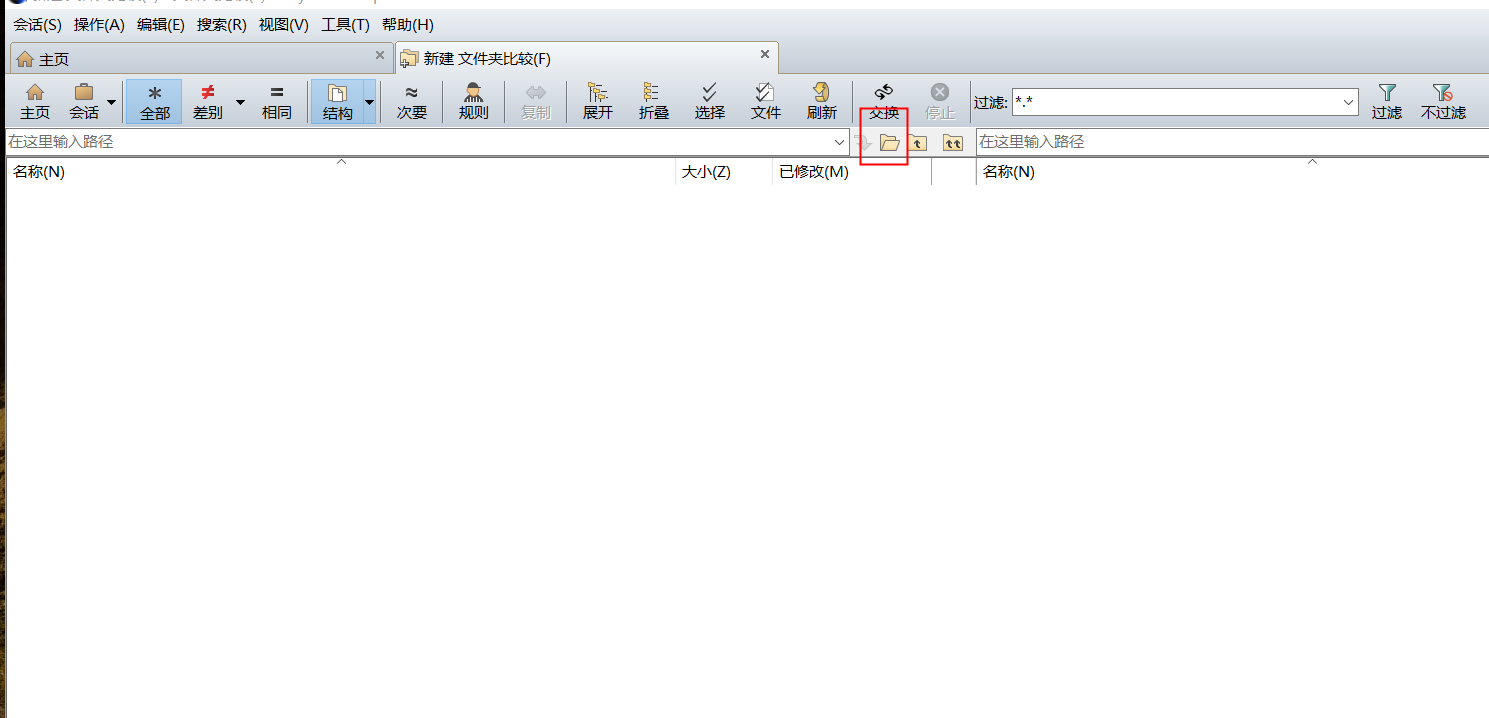 会话(S) 操作(A) 编辑(E) 搜索(R) 视图(V) 工具(T) 帮助(H)
主页 新建 文件夹比较(F)
主页 会话 全部 差别 相同 结构 次要 规则 复制 展开 折叠 选择 文件 刷新 交换 停止 过滤: *.* 过滤 不过滤
在这里输入路径 在这里输入路径
名称(N) 大小(Z) 已修改(M) 名称(N)